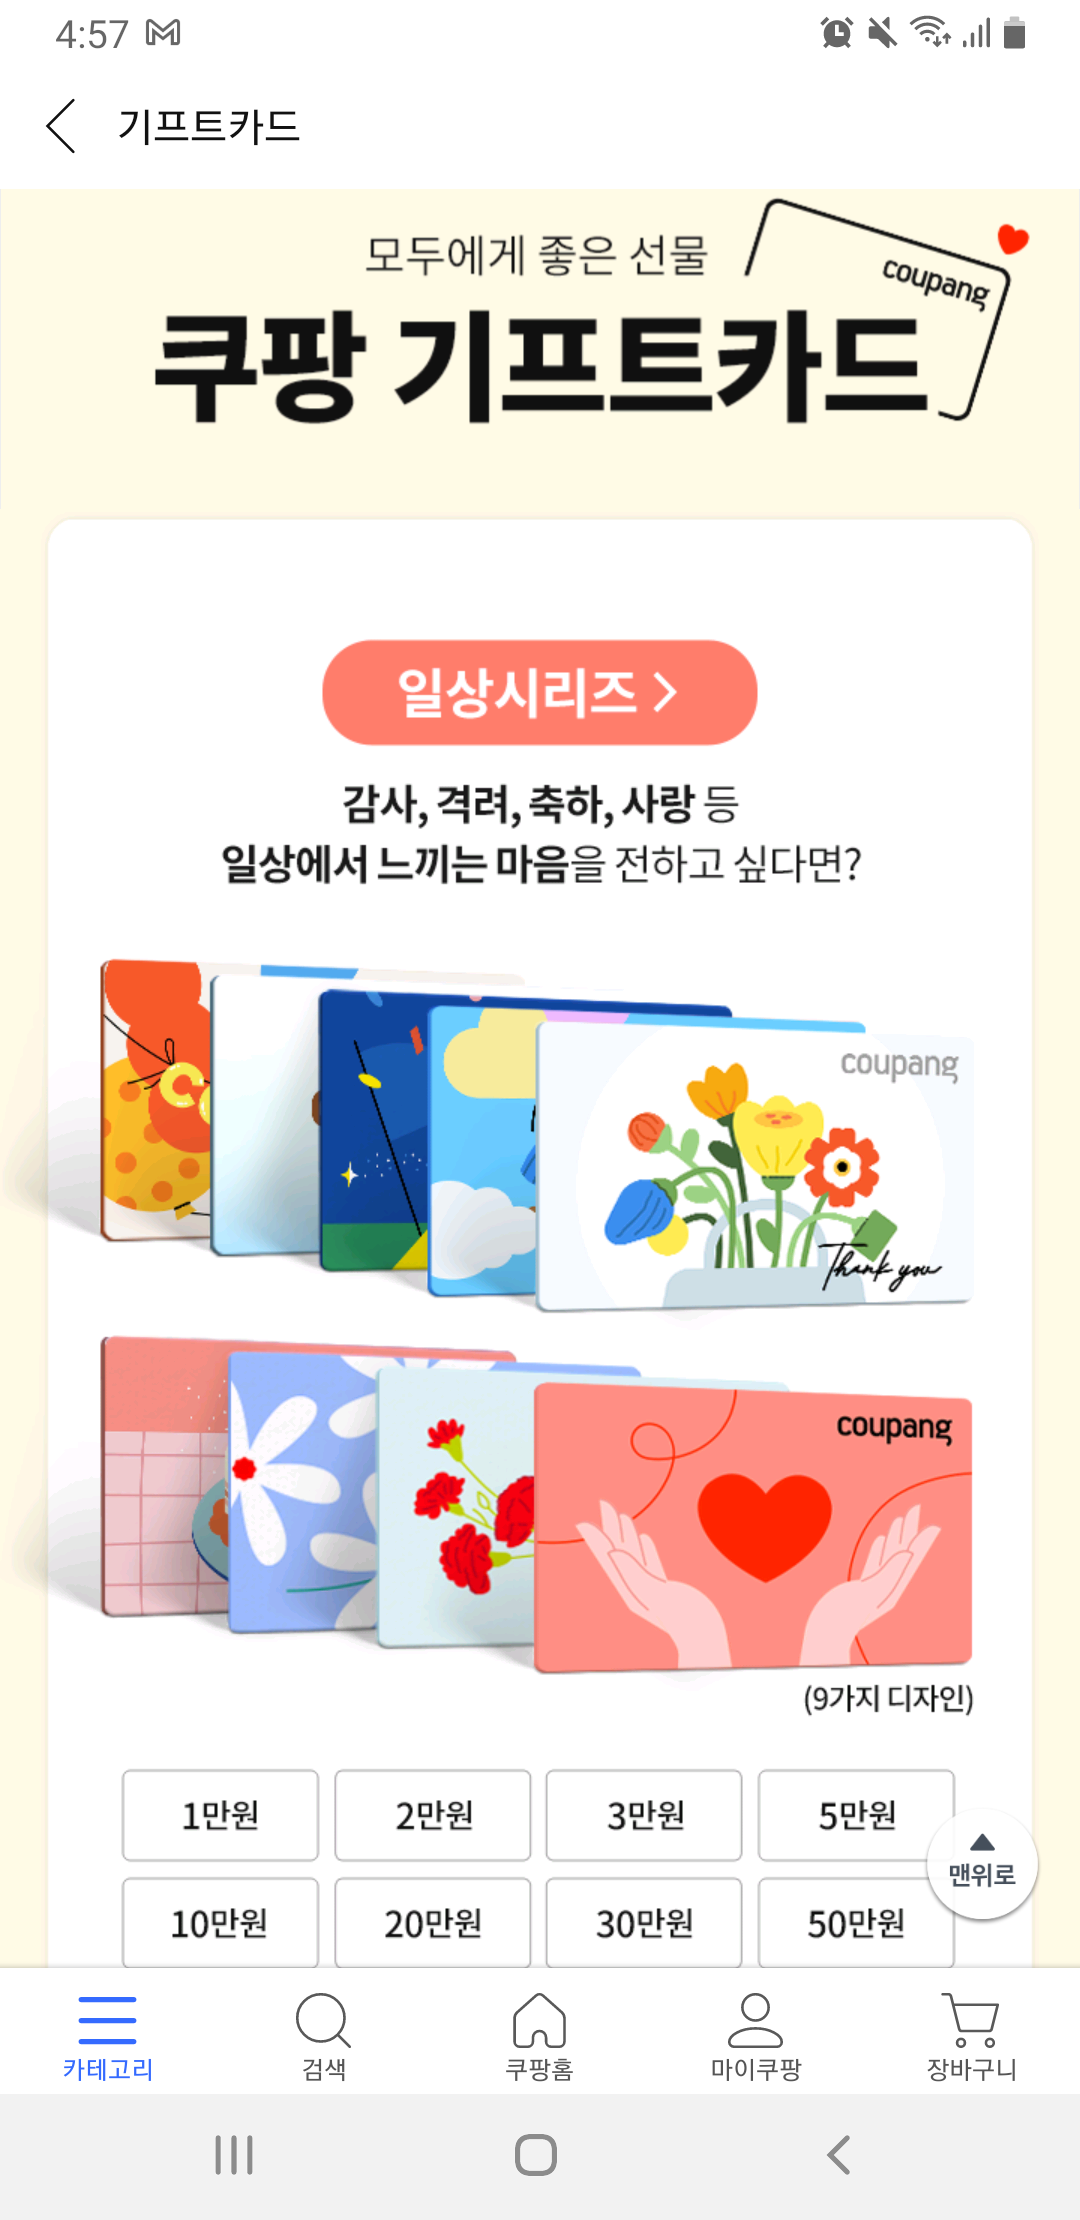 4:57
기프트카드
모두에게 좋은 선물
coupang
쿠팡 기프트카드
일상시리즈 >
감사, 격려, 축하, 사랑 등
일상에서 느끼는 마음을 전하고 싶다면?
coupang
Thank you
coupang
(9가지 디자인)
1만원 2만원 3만원 5만원
맨위로
10만원 20만원 30만원 50만원
카테고리 검색 쿠팡홈 마이쿠팡 장바구니